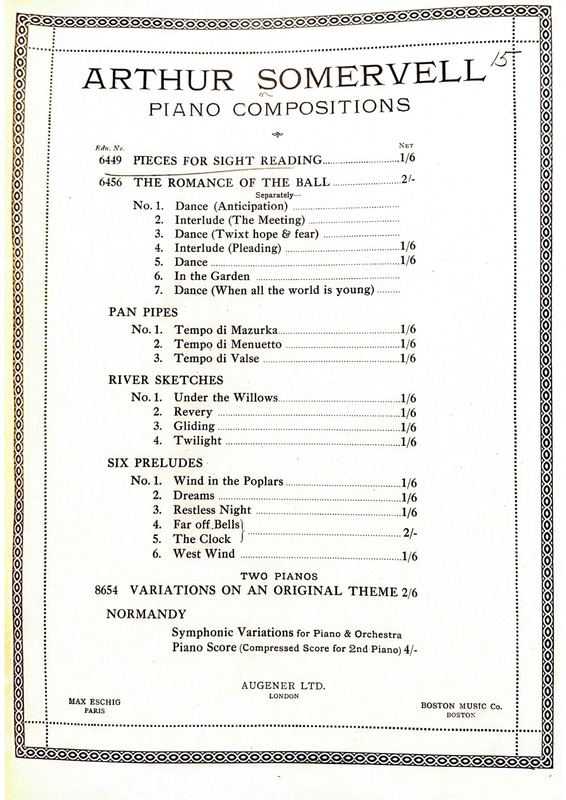 15
ARTHUR SOMERVELL
PIANO COMPOSITIONS
Edn. No. NET
6449 PIECES FOR SIGHT READING 1/6
6456 THE ROMANCE OF THE BALL 2/-
Separately—
No. 1. Dance (Anticipation)
2. Interlude (The Meeting)
3. Dance (Twixt hope & fear)
4. Interlude (Pleading) 1/6
5. Dance 1/6
6. In the Garden
7. Dance (When all the world is young)
PAN PIPES
No. 1. Tempo di Mazurka 1/6
2. Tempo di Menuetto 1/6
3. Tempo di Valse 1/6
RIVER SKETCHES
No. 1. Under the Willows 1/6
2. Revery 1/6
3. Gliding 1/6
4. Twilight 1/6
SIX PRELUDES
No. 1. Wind in the Poplars 1/6
2. Dreams 1/6
3. Restless Night 1/6
4. Far off Bells
5. The Clock 2/-
6. West Wind 1/6
TWO PIANOS
8654 VARIATIONS ON AN ORIGINAL THEME 2/6
NORMANDY
Symphonic Variations for Piano & Orchestra
Piano Score (Compressed Score for 2nd Piano) 4/-
AUGENER LTD.
LONDON
MAX ESCHIG
PARIS
BOSTON MUSIC Co.
BOSTON